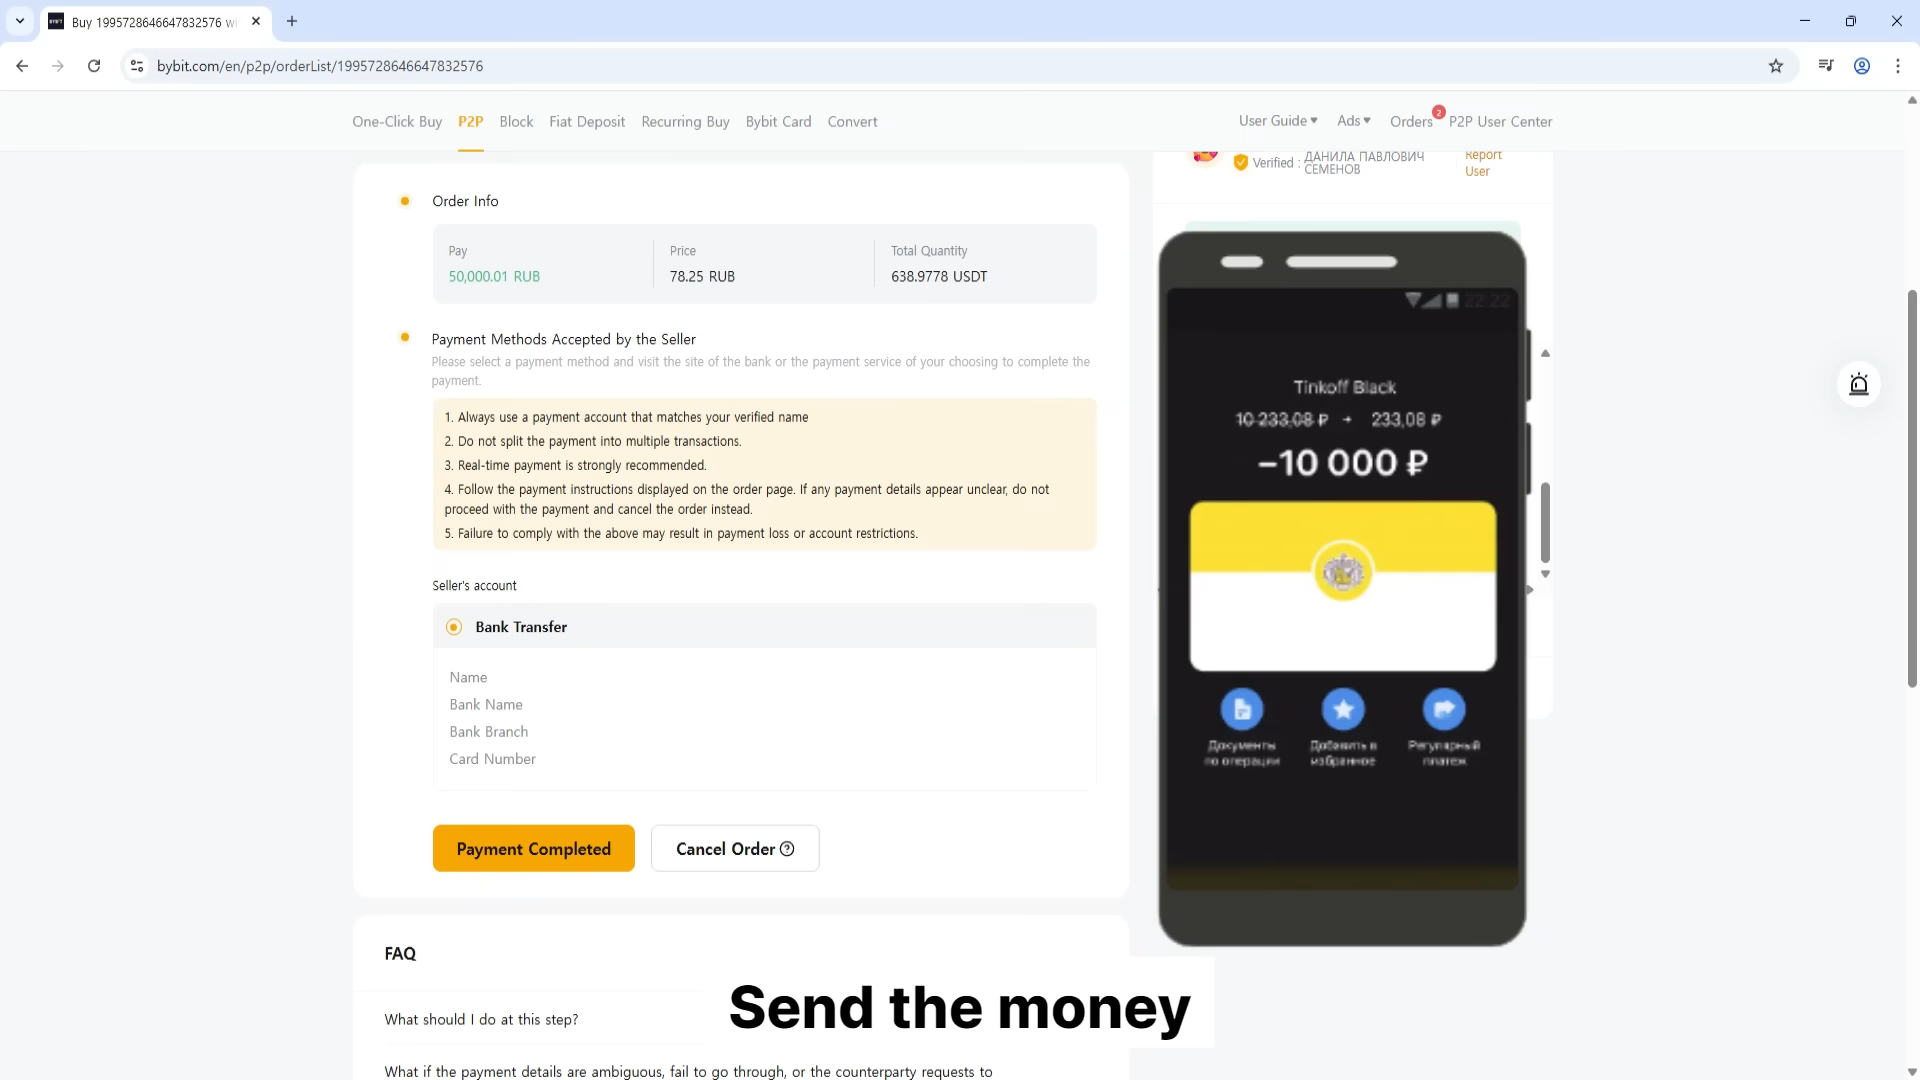 Buy 1995728646647832576 wi
bybit.com/en/p2p/orderList/1995728646647832576
One-Click Buy P2P Block Fiat Deposit Recurring Buy Bybit Card Convert
User Guide Ads Orders 2 P2P User Center
Verified : ДАНИЛА ПАВЛОВИЧ СЕМЕНОВ
Report
User
Order Info
Pay Price Total Quantity
50,000.01 RUB 78.25 RUB 638.9778 USDT
Payment Methods Accepted by the Seller
Please select a payment method and visit the site of the bank or the payment service of your choosing to complete the
payment.
1. Always use a payment account that matches your verified name
2. Do not split the payment into multiple transactions.
3. Real-time payment is strongly recommended.
4. Follow the payment instructions displayed on the order page. If any payment details appear unclear, do not
proceed with the payment and cancel the order instead.
5. Failure to comply with the above may result in payment loss or account restrictions.
Seller's account
Bank Transfer
Name
Bank Name
Bank Branch
Card Number
Payment Completed Cancel Order
22:22
Tinkoff Black
10 233,08 ₽ → 233,08 ₽
−10 000 ₽
Документы
по операции
Добавить в
избранное
Регулярный
платеж
FAQ
What should I do at this step?
What if the payment details are ambiguous, fail to go through, or the counterparty requests to
Send the money